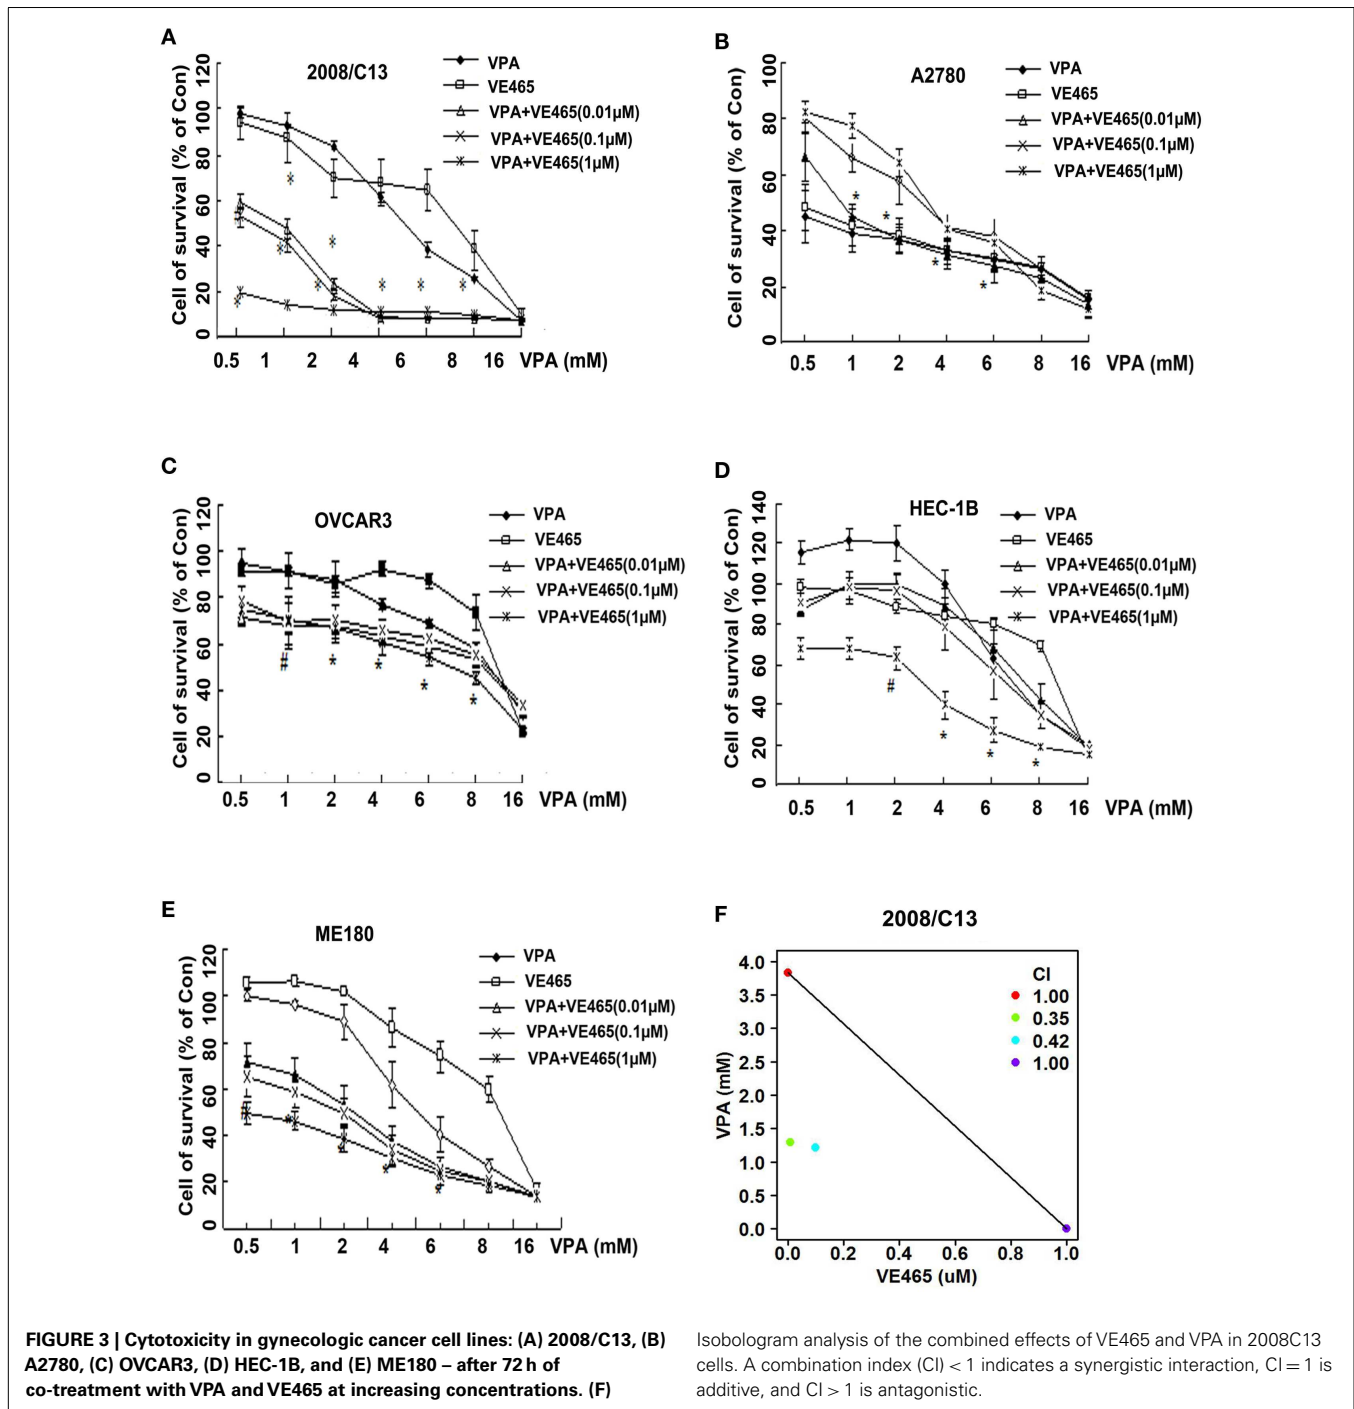 A
2008/C13
VPA
VE465
VPA+VE465(0.01µM)
VPA+VE465(0.1µM)
VPA+VE465(1µM)
Cell of survival (% of Con)
120
100
80
60
40
20
0
#
0.5 1 2 4 6 8 16 VPA (mM)
B
A2780
VPA
VE465
VPA+VE465(0.01µM)
VPA+VE465(0.1µM)
VPA+VE465(1µM)
Cell of survival (% of Con)
100
80
60
40
20
0
* * * *
0.5 1 2 4 6 8 16 VPA (mM)
C
OVCAR3
VPA
VE465
VPA+VE465(0.01µM)
VPA+VE465(0.1µM)
VPA+VE465(1µM)
Cell of survival (% of Con)
120
100
80
60
40
20
0
# * * * *
0.5 1 2 4 6 8 16 VPA (mM)
D
HEC-1B
VPA
VE465
VPA+VE465(0.01µM)
VPA+VE465(0.1µM)
VPA+VE465(1µM)
Cell of survival (% of Con)
140
120
100
80
60
40
20
0
# * * *
0.5 1 2 4 6 8 16 VPA (mM)
E
ME180
VPA
VE465
VPA+VE465(0.01µM)
VPA+VE465(0.1µM)
VPA+VE465(1µM)
Cell of survival (% of Con)
120
100
80
60
40
20
0
# * * * *
0.5 1 2 4 6 8 16 VPA (mM)
F
2008/C13
CI
1.00
0.35
0.42
1.00
VPA (mM)
4.0
3.5
3.0
2.5
2.0
1.5
1.0
0.5
0.0
0.0 0.2 0.4 0.6 0.8 1.0
VE465 (uM)
FIGURE 3 | Cytotoxicity in gynecologic cancer cell lines: (A) 2008/C13, (B)
A2780, (C) OVCAR3, (D) HEC-1B, and (E) ME180 – after 72 h of
co-treatment with VPA and VE465 at increasing concentrations. (F)
Isobologram analysis of the combined effects of VE465 and VPA in 2008C13
cells. A combination index (CI) < 1 indicates a synergistic interaction, CI = 1 is
additive, and CI > 1 is antagonistic.